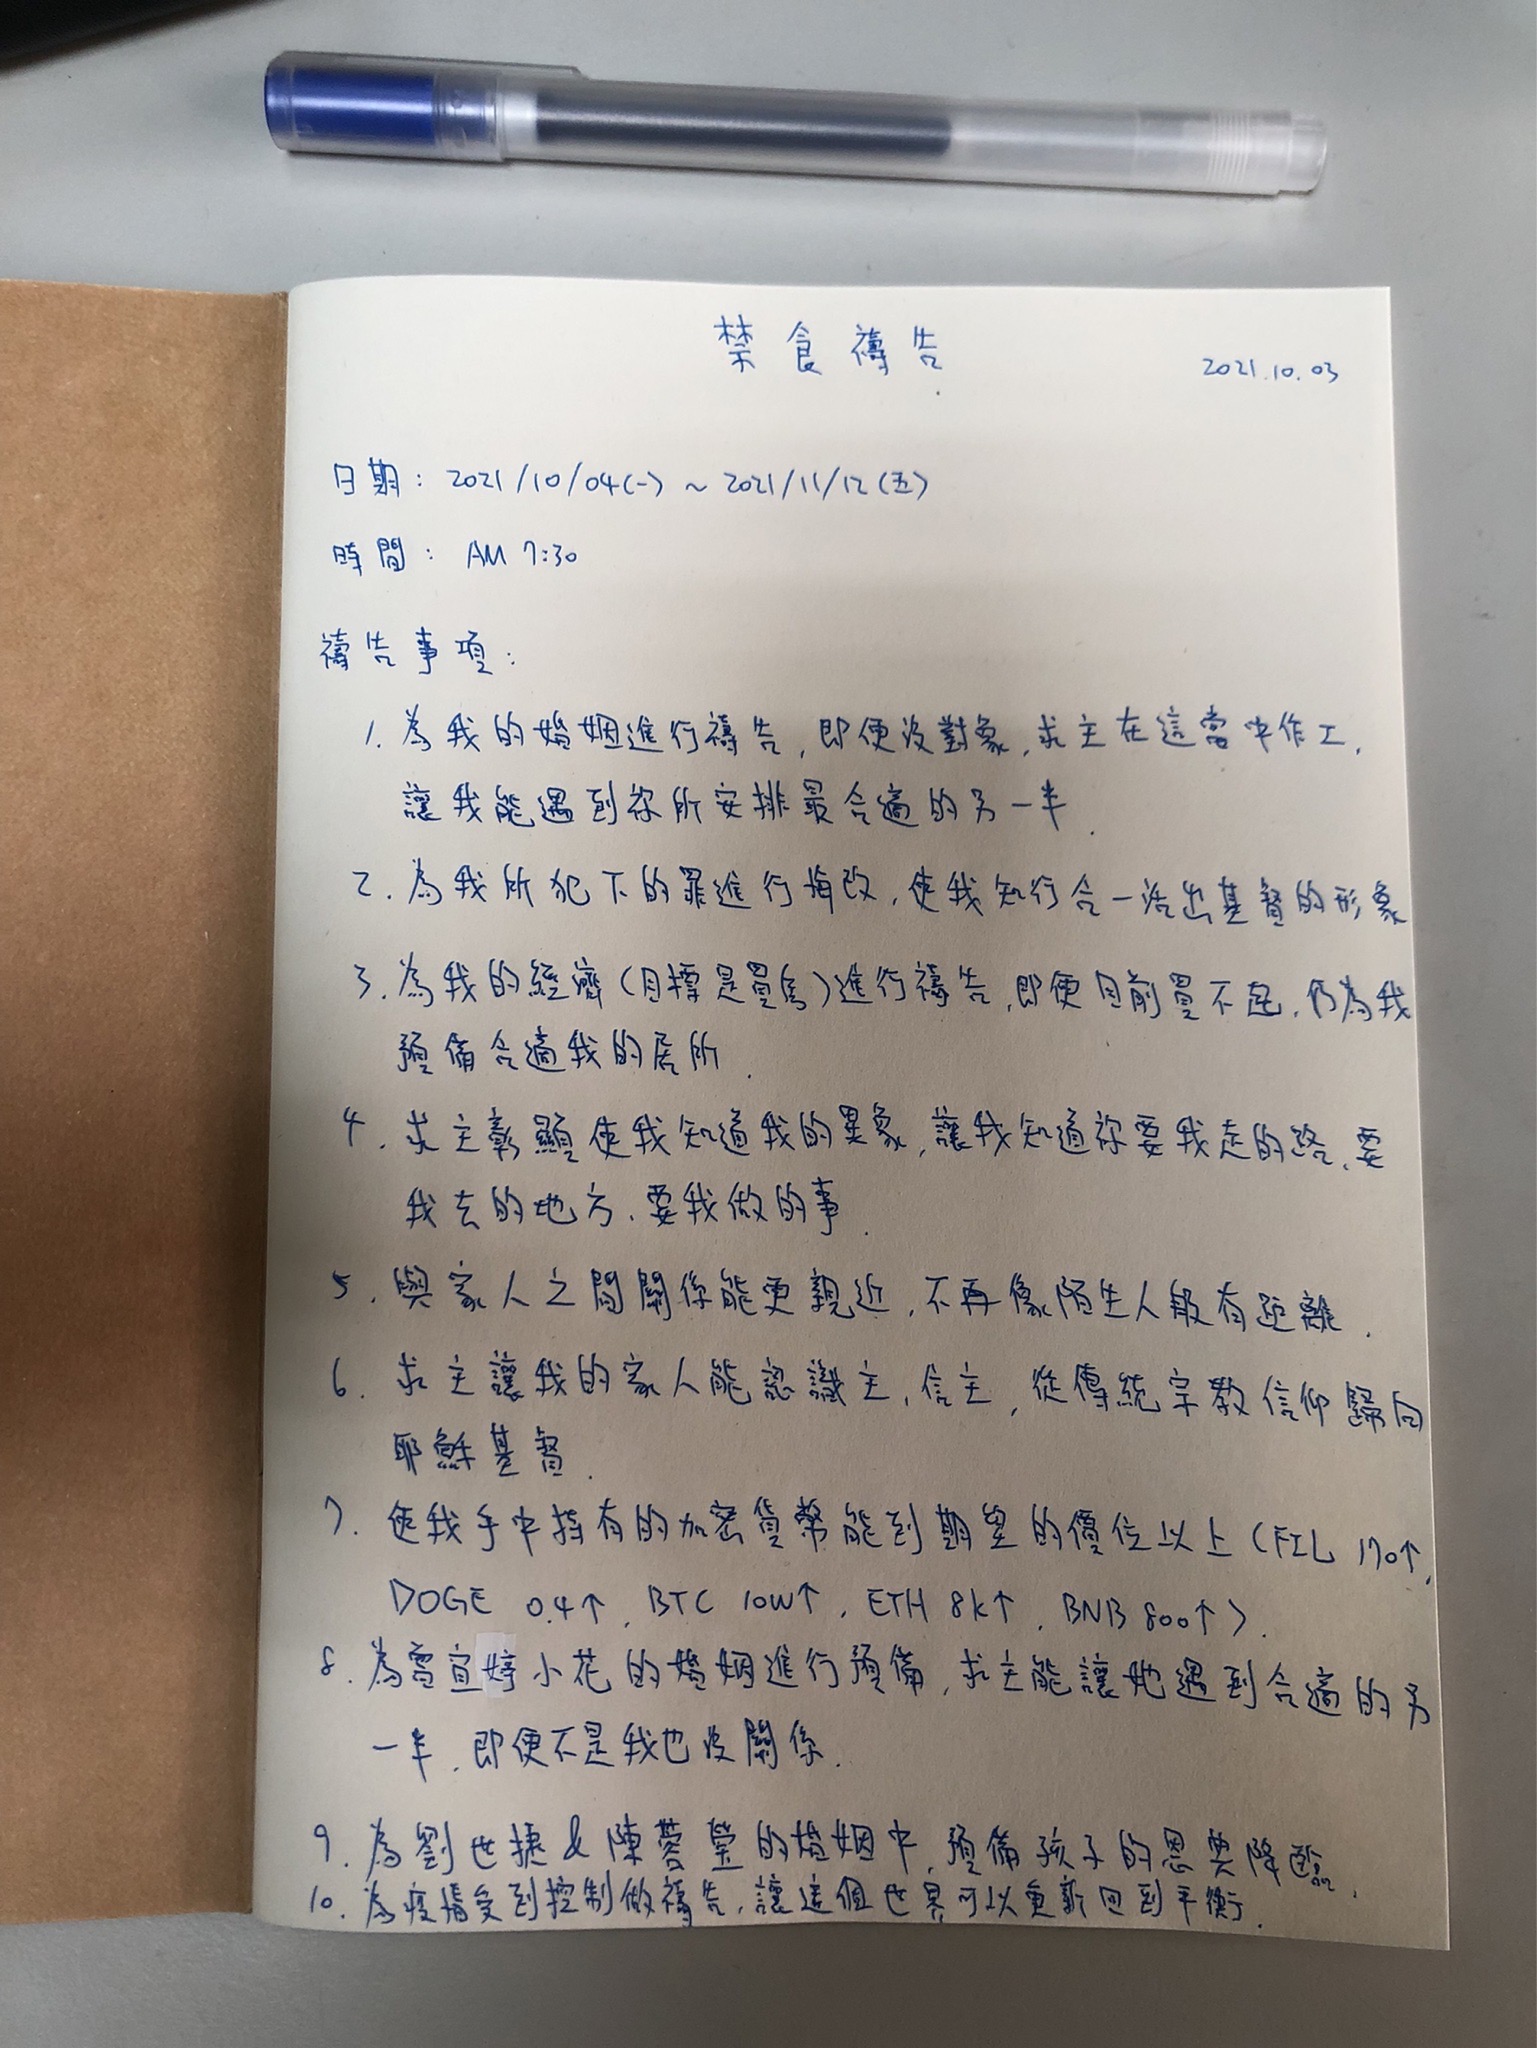 禁食禱告
2021.10.03
日期：2021/10/04(一) ~ 2021/11/12(五)
時間：AM 7:30
禱告事項：
1. 為我的婚姻進行禱告，即便沒對象，求主在這當中作工，
讓我能遇到祢所安排最合適的另一半．
2. 為我所犯下的罪進行悔改，使我知行合一活出基督的形象
3. 為我的經濟(目標是買房)進行禱告，即便目前買不起，仍為我
預備合適我的居所．
4. 求主彰顯使我知道我的異象，讓我知道祢要我走的路、要
我去的地方、要我做的事．
5. 與家人之間關係能更親近，不再像陌生人般有距離．
6. 求主讓我的家人能認識主，信主，從傳統宗教信仰歸向
耶穌基督．
7. 使我手中持有的加密貨幣能到期望的價位以上（FIL 170↑，
DOGE 0.4↑，BTC 10W↑，ETH 8K↑，BNB 800↑）．
8. 為雪宜婷小花的婚姻進行預備，求主能讓她遇到合適的另
一半，即便不是我也沒關係．
9. 為劉世捷&陳蓉瑩的婚姻中，預備孩子的恩典降臨．
10. 為疫情受到控制做禱告，讓這個世界可以更新回到平衡．